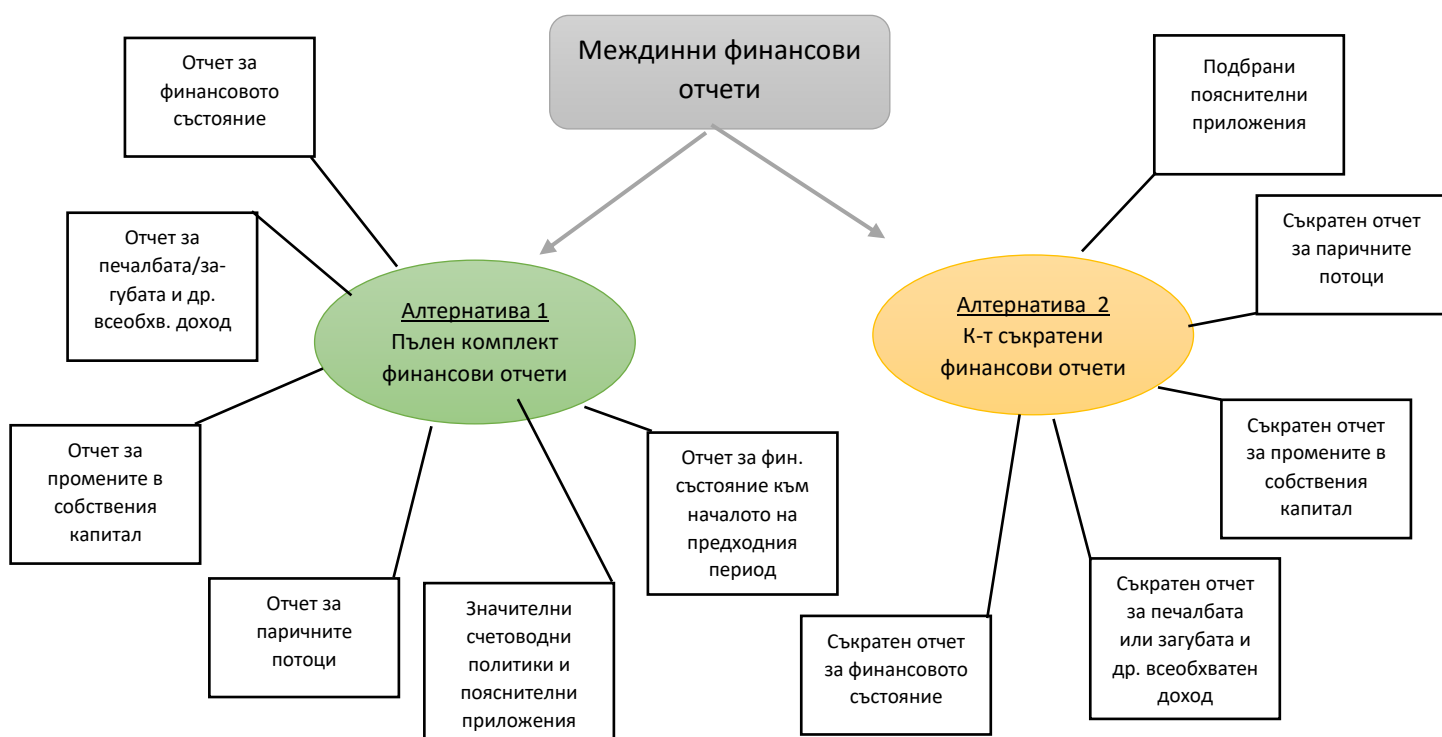 Междинни финансови
отчети
Отчет за
финансовото
състояние
Отчет за
печалбата/за-
губата и др.
всеобхв. доход
Алтернатива 1
Пълен комплект
финансови отчети
Отчет за
промените в
собствения
капитал
Отчет за
паричните
потоци
Значителни
счетоводни
политики и
пояснителни
приложения
Отчет за фин.
състояние към
началото на
предходния
период
Подбрани
пояснителни
приложения
Съкратен отчет
за паричните
потоци
Алтернатива 2
К-т съкратени
финансови отчети
Съкратен отчет
за промените в
собствения
капитал
Съкратен отчет
за печалбата
или загубата и
др. всеобхватен
доход
Съкратен отчет
за финансовото
състояние